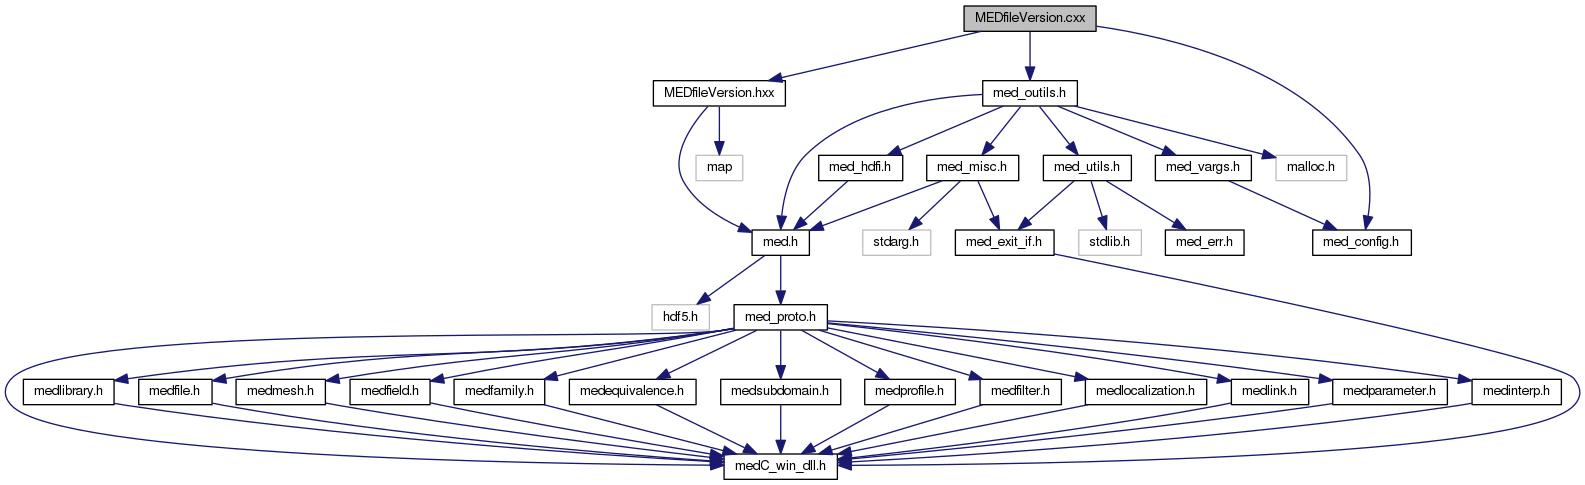 MEDfileVersion.cxx
MEDfileVersion.hxx
med_outils.h
map
med_hdfi.h
med_misc.h
med_utils.h
med_vargs.h
malloc.h
med.h
stdarg.h
med_exit_if.h
stdlib.h
med_err.h
med_config.h
hdf5.h
med_proto.h
medlibrary.h
medfile.h
medmesh.h
medfield.h
medfamily.h
medequivalence.h
medsubdomain.h
medprofile.h
medfilter.h
medlocalization.h
medlink.h
medparameter.h
medinterp.h
medC_win_dll.h